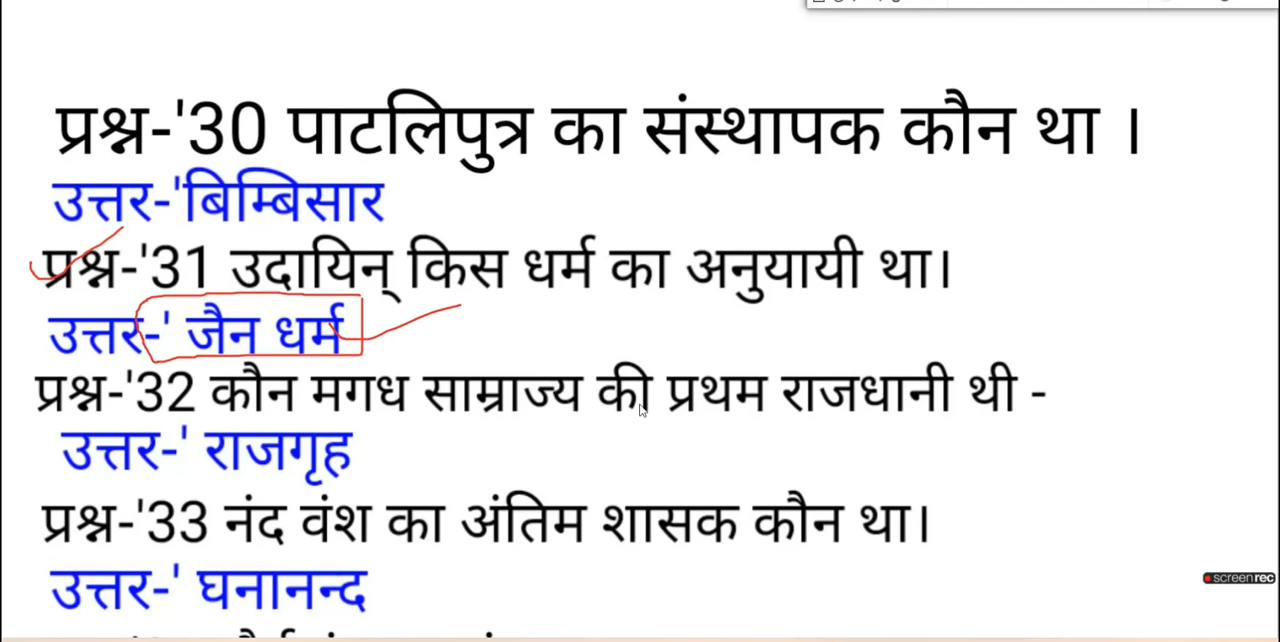 प्रश्न-'30 पाटलिपुत्र का संस्थापक कौन था ।
उत्तर-'बिम्बिसार
प्रश्न-'31 उदायिन् किस धर्म का अनुयायी था।
उत्तर-' जैन धर्म
प्रश्न-'32 कौन मगध साम्राज्य की प्रथम राजधानी थी -
उत्तर-' राजगृह
प्रश्न-'33 नंद वंश का अंतिम शासक कौन था।
उत्तर-' घनानन्द
screenrec